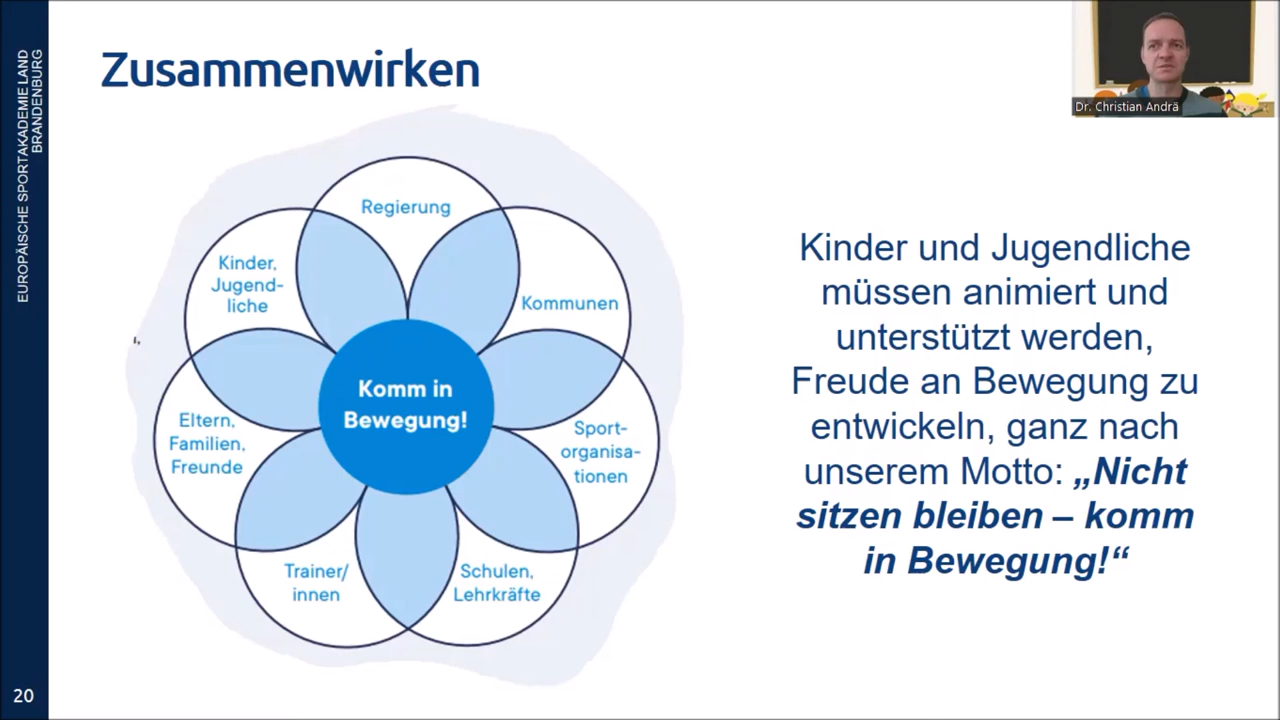 EUROPÄISCHE SPORTAKADEMIE LAND
BRANDENBURG
Zusammenwirken
Dr. Christian Andrä
Regierung
Kinder,
Jugend-
liche
Kommunen
Komm in
Bewegung!
Eltern,
Familien,
Freunde
Sport-
organisa-
tionen
Trainer/
innen
Schulen,
Lehrkräfte
Kinder und Jugendliche
müssen animiert und
unterstützt werden,
Freude an Bewegung zu
entwickeln, ganz nach
unserem Motto: „Nicht
sitzen bleiben – komm
in Bewegung!“
20